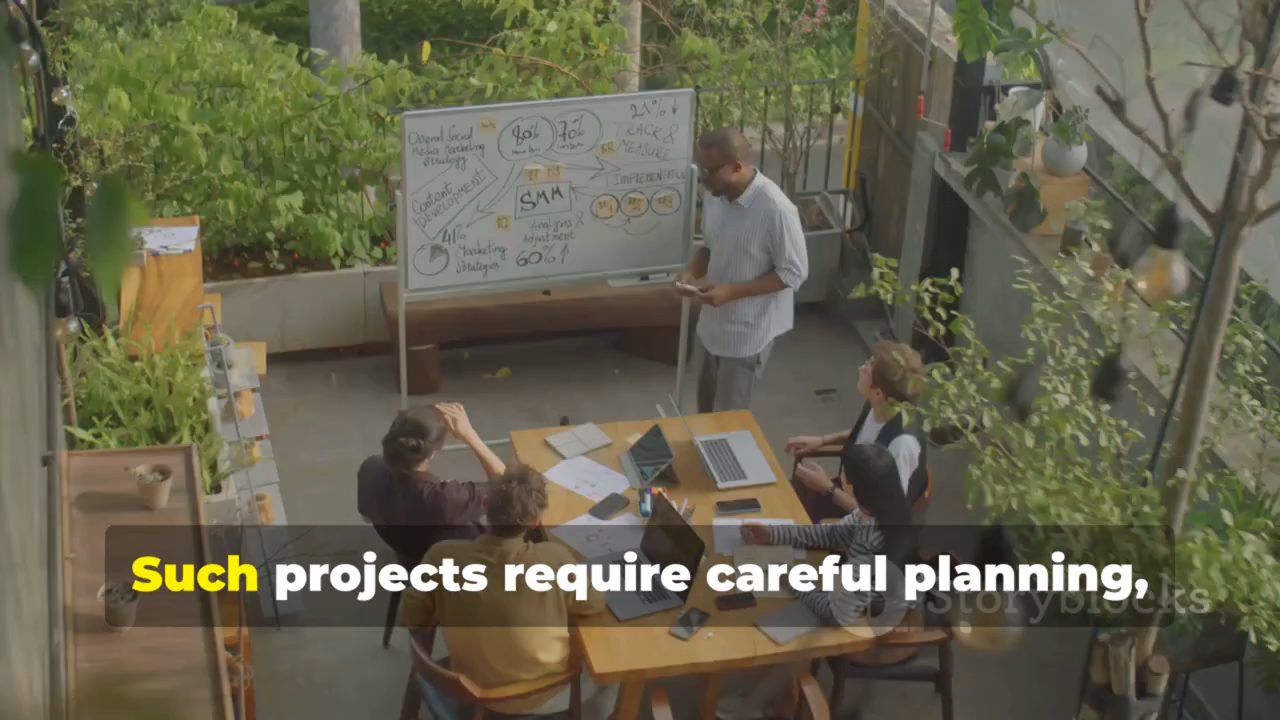 21% ↓
80%
70%
TRACK &
MEASURE
Overall Social
Media Marketing
Strategy
IMPLEMENTATION
Content
DEVELOPMENT
SMM
Analysis &
Adjustment
41%
Marketing
Strategies
60% ↑
Such projects require careful planning,
Storyblocks